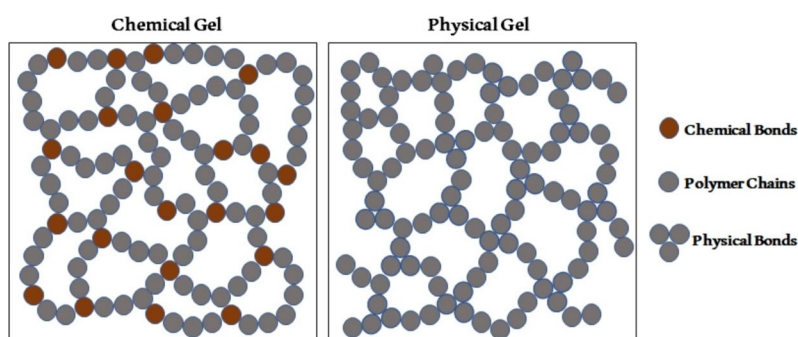 Chemical Gel
Physical Gel
Chemical Bonds
Polymer Chains
Physical Bonds